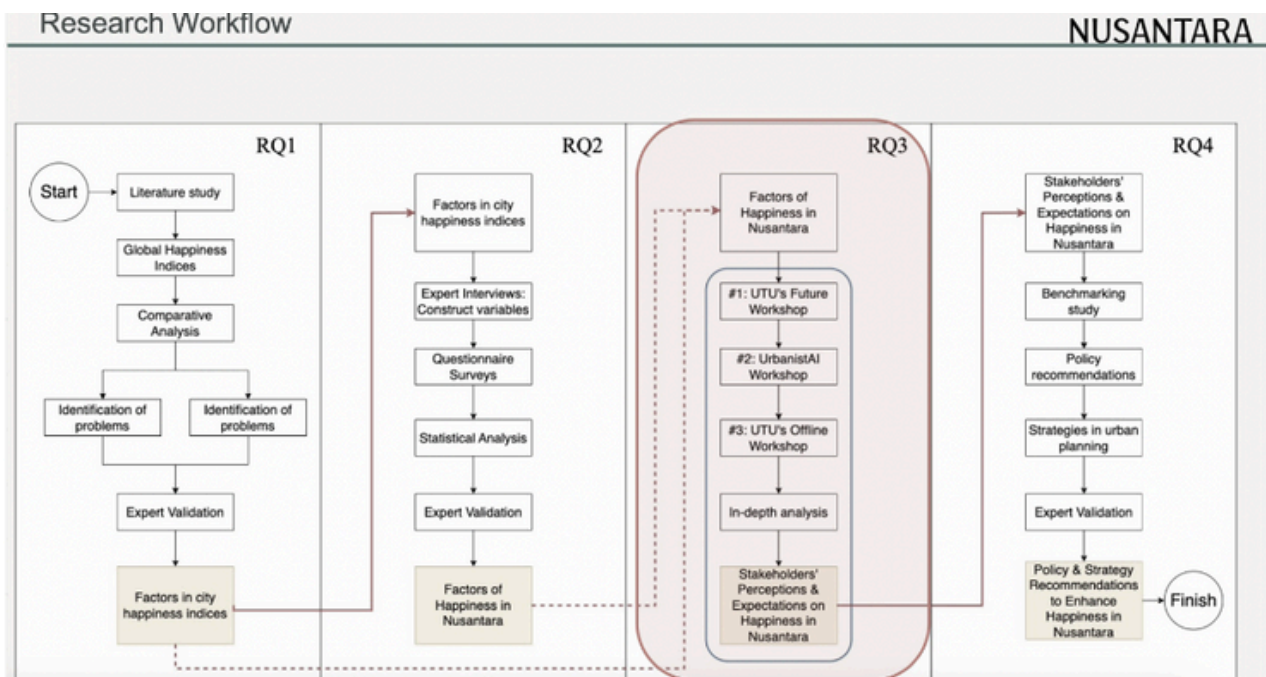 Research Workflow
NUSANTARA
RQ1
Start
Literature study
Global Happiness
Indices
Comparative
Analysis
Identification of
problems
Identification of
problems
Expert Validation
Factors in city
happiness indices
RQ2
Factors in city
happiness indices
Expert Interviews:
Construct variables
Questionnaire
Surveys
Statistical Analysis
Expert Validation
Factors of
Happiness in
Nusantara
RQ3
Factors of
Happiness in
Nusantara
#1: UTU's Future
Workshop
#2: UrbanistAI
Workshop
#3: UTU's Offline
Workshop
In-depth analysis
Stakeholders'
Perceptions &
Expectations on
Happiness in
Nusantara
RQ4
Stakeholders'
Perceptions &
Expectations on
Happiness in
Nusantara
Benchmarking
study
Policy
recommendations
Strategies in urban
planning
Expert Validation
Policy & Strategy
Recommendations
to Enhance
Happiness in
Nusantara
Finish